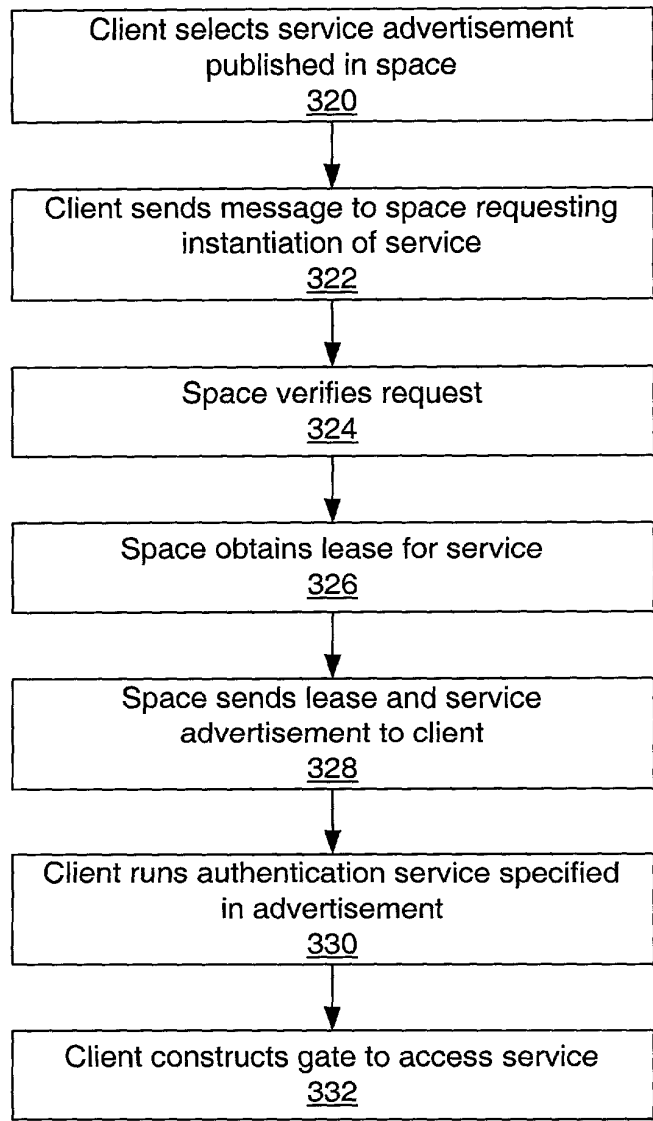 Client selects service advertisement
published in space
320
Client sends message to space requesting
instantiation of service
322
Space verifies request
324
Space obtains lease for service
326
Space sends lease and service
advertisement to client
328
Client runs authentication service specified
in advertisement
330
Client constructs gate to access service
332